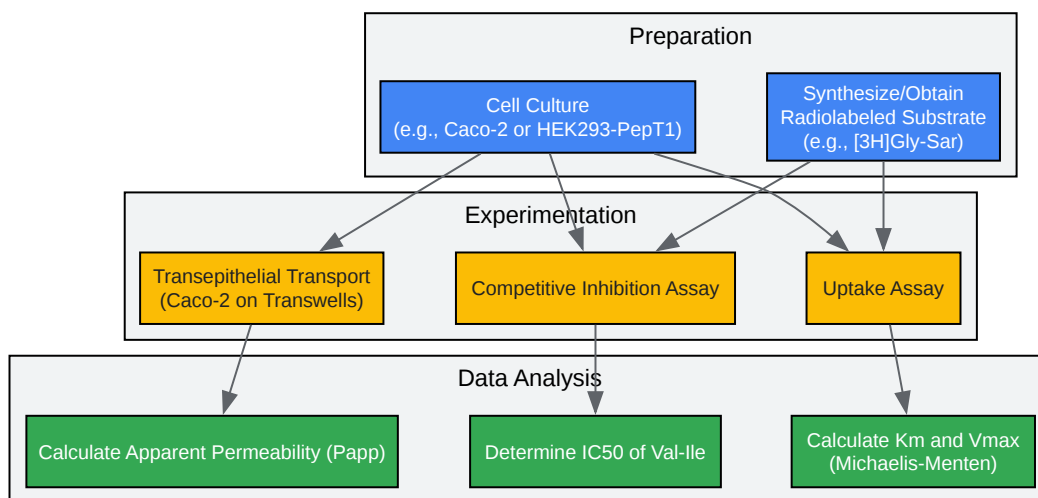 Preparation
Cell Culture
(e.g., Caco-2 or HEK293-PepT1)
Synthesize/Obtain
Radiolabeled Substrate
(e.g., [3H]Gly-Sar)
Experimentation
Transepithelial Transport
(Caco-2 on Transwells)
Competitive Inhibition Assay
Uptake Assay
Data Analysis
Calculate Apparent Permeability (Papp)
Determine IC50 of Val-Ile
Calculate Km and Vmax
(Michaelis-Menten)